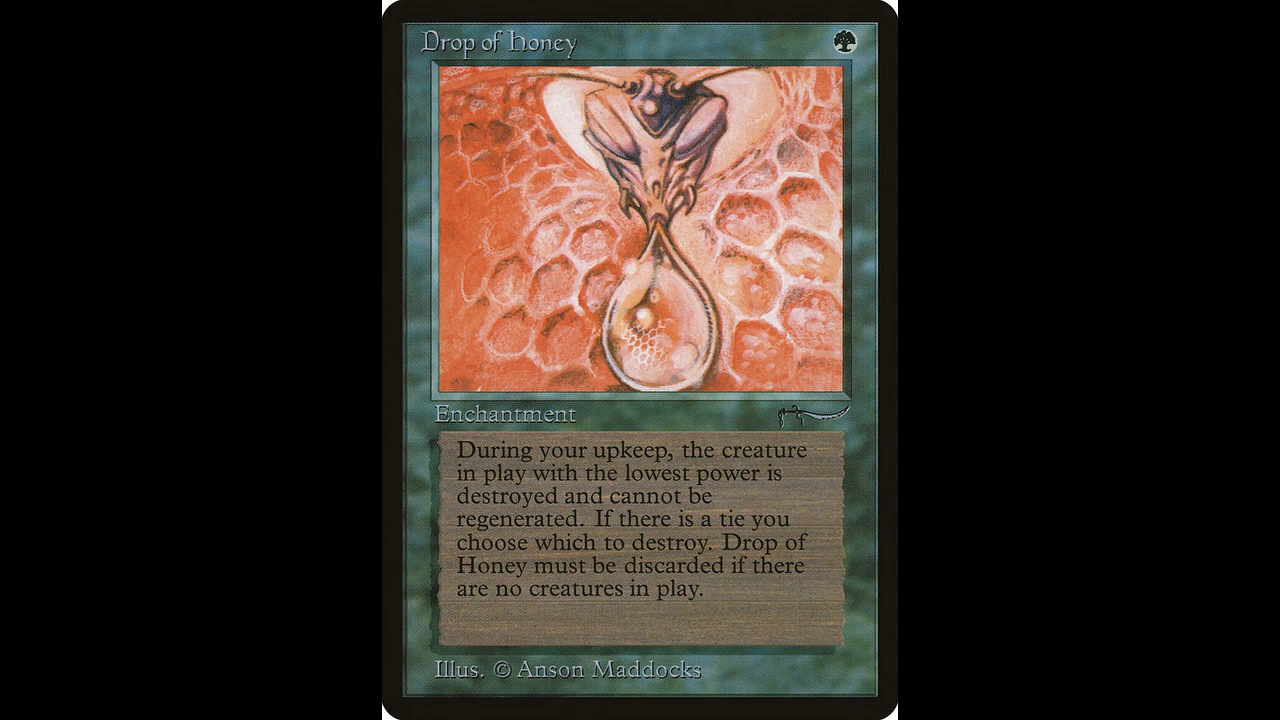 Drop of Honey
Enchantment
During your upkeep, the creature
in play with the lowest power is
destroyed and cannot be
regenerated. If there is a tie you
choose which to destroy. Drop of
Honey must be discarded if there
are no creatures in play.
Illus. © Anson Maddocks